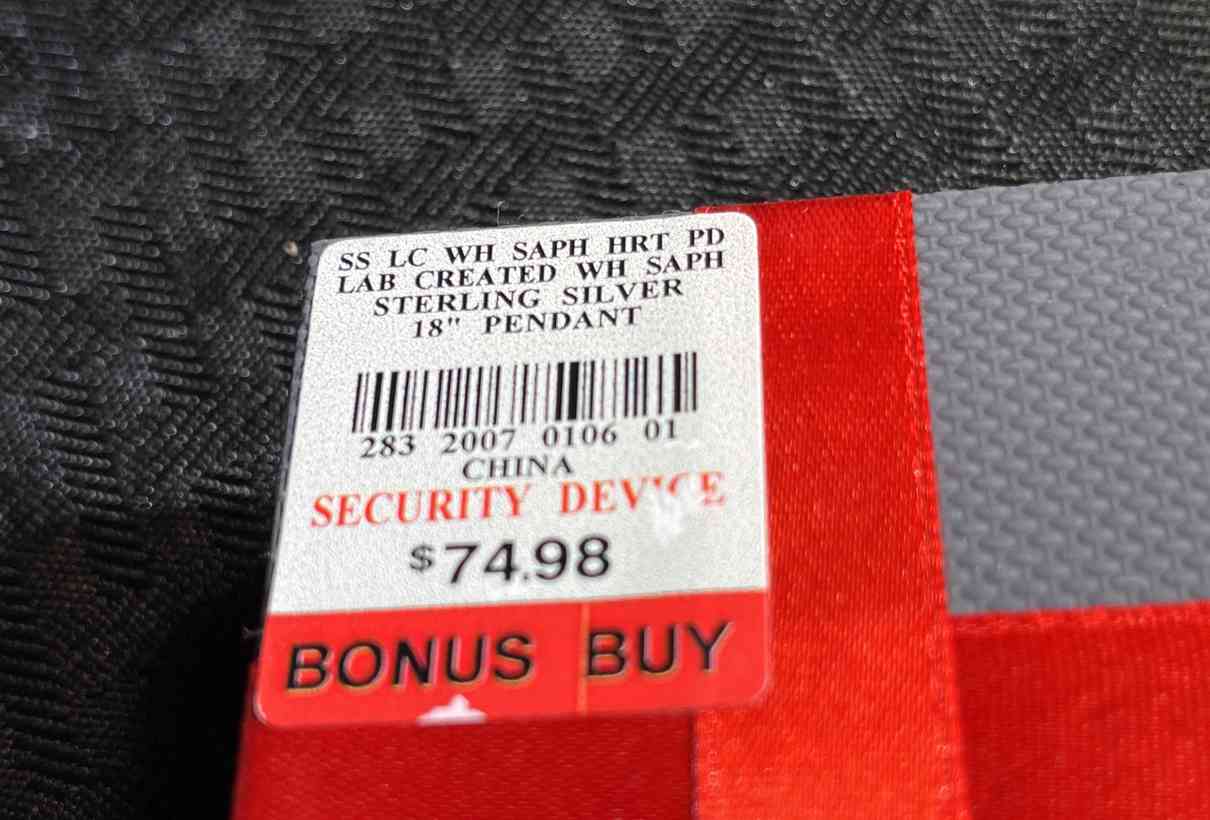 SS LC WH SAPH HRT PD
LAB CREATED WH SAPH
STERLING SILVER
18" PENDANT
283 2007 0106 01
CHINA
SECURITY DEVICE
$74.98
BONUS BUY